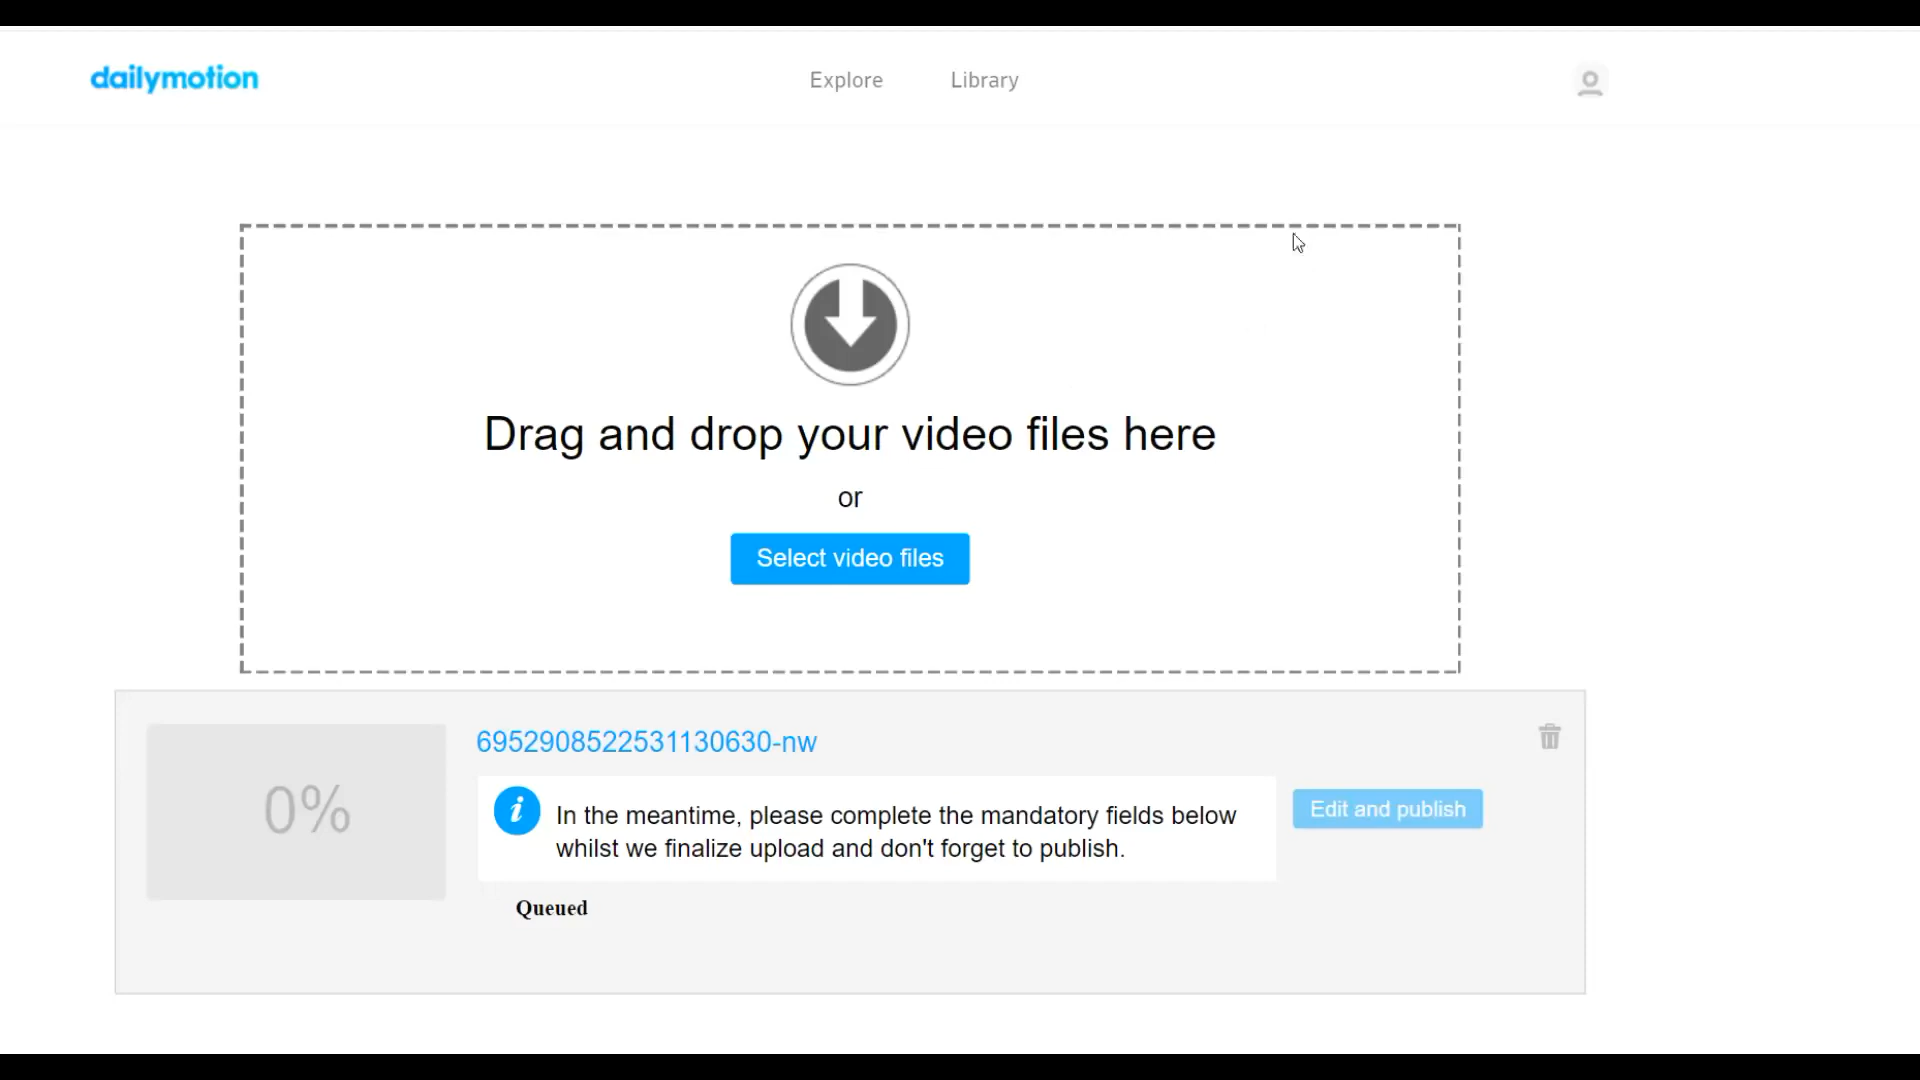 dailymotion
Explore
Library
Drag and drop your video files here
or
Select video files
6952908522531130630-nw
0%
i
In the meantime, please complete the mandatory fields below
whilst we finalize upload and don't forget to publish.
Edit and publish
Queued